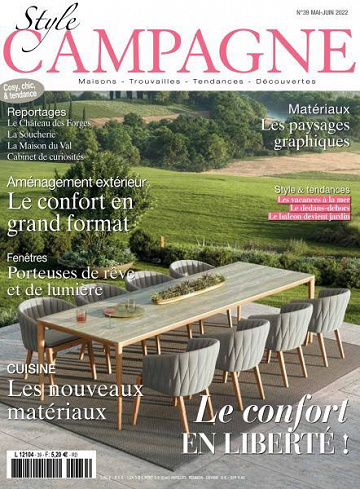 N°39 MAI-JUIN 2022
Style
CAMPAGNE
Maisons - Trouvailles - Tendances - Découvertes
Cosy, chic,
& tendance
Reportages
Le Château des Forges
La Soucherie
La Maison du Val
Cabinet de curiosités
Matériaux
Les paysages
graphiques
Aménagement extérieur
Le confort en
grand format
Style & tendances
Les vacances à la mer
Le dedans-dehors
Le balcon devient jardin
Fenêtres
Porteuses de rêve
et de lumière
CUISINE
Les nouveaux
matériaux
Le confort
EN LIBERTÉ !
L 12104 - 39 - F: 5,20 € - RD